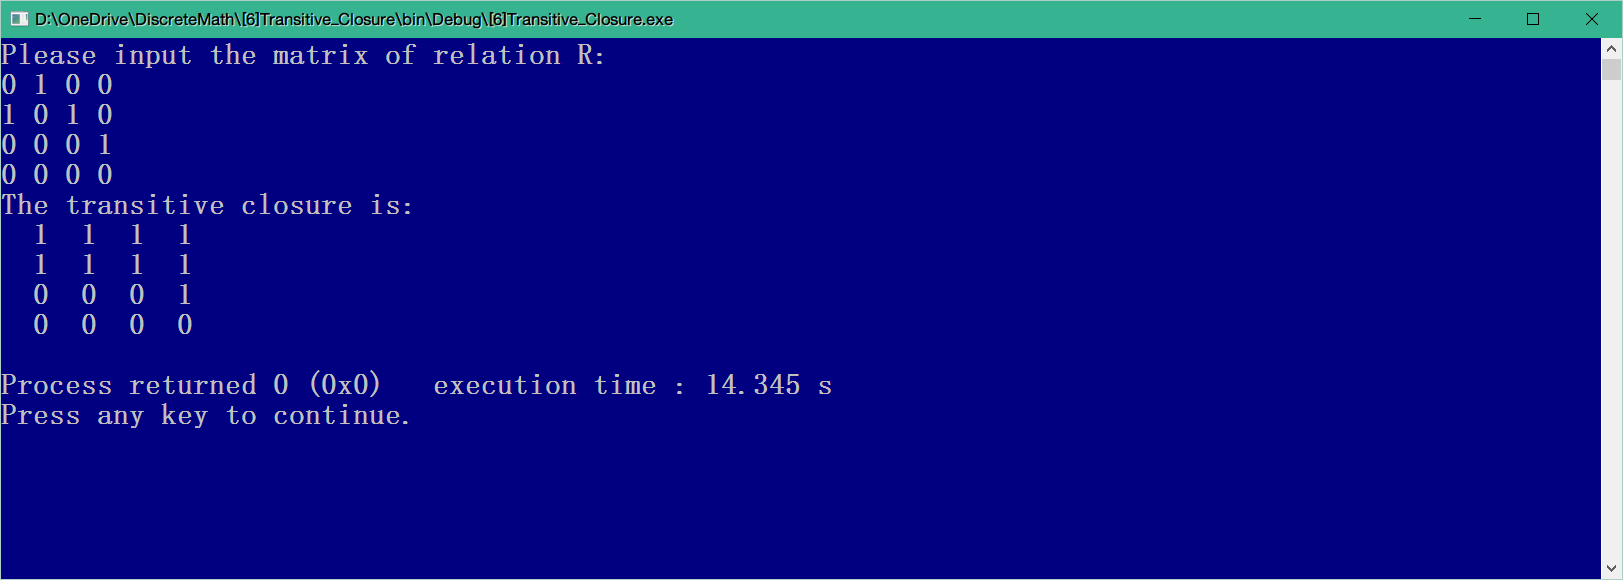 D:\OneDrive\DiscreteMath\[6]Transitive_Closure\bin\Debug\[6]Transitive_Closure.exe
Please input the matrix of relation R:
0 1 0 0
1 0 1 0
0 0 0 1
0 0 0 0
The transitive closure is:
  1  1  1  1
  1  1  1  1
  0  0  0  1
  0  0  0  0

Process returned 0 (0x0)   execution time : 14.345 s
Press any key to continue.